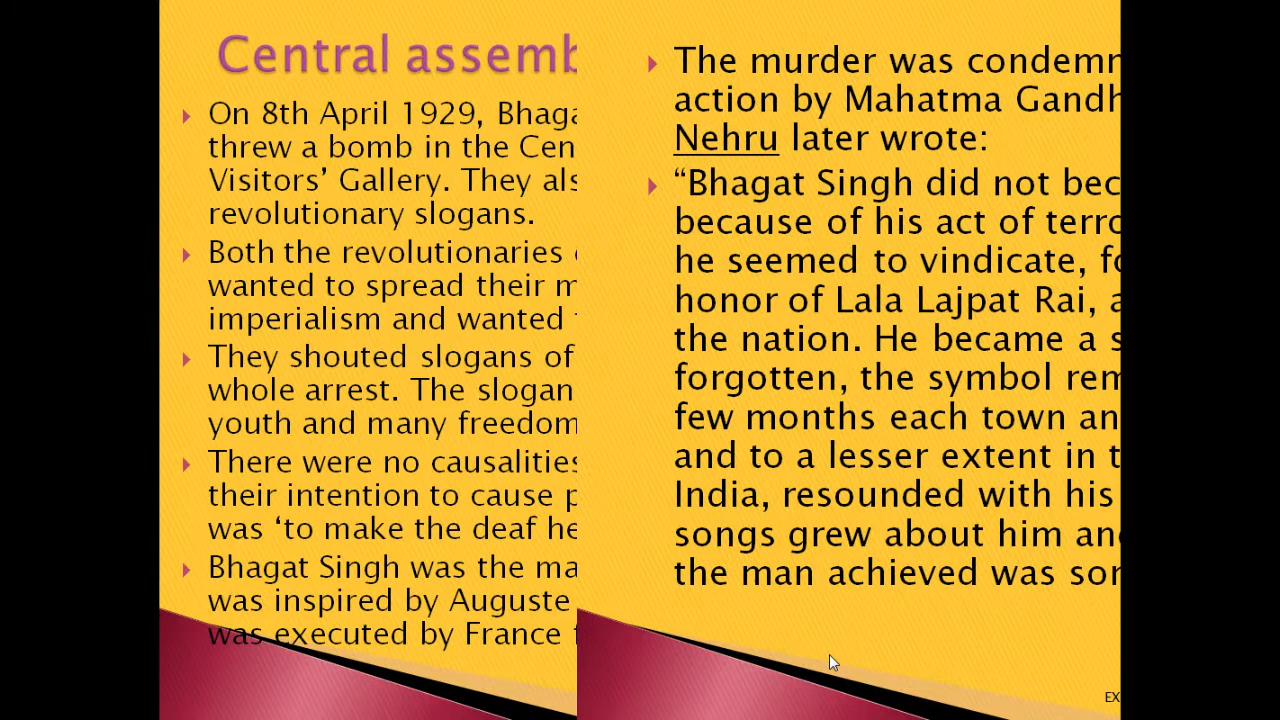 Central assemb
On 8th April 1929, Bhaga
threw a bomb in the Cen
Visitors’ Gallery. They als
revolutionary slogans.
Both the revolutionaries
wanted to spread their m
imperialism and wanted
They shouted slogans of
whole arrest. The slogan
youth and many freedom
There were no causalities
their intention to cause p
was ‘to make the deaf he
Bhagat Singh was the ma
was inspired by Auguste
was executed by France
The murder was condemn
action by Mahatma Gandh
Nehru later wrote:
“Bhagat Singh did not bec
because of his act of terro
he seemed to vindicate, fo
honor of Lala Lajpat Rai, a
the nation. He became a s
forgotten, the symbol rem
few months each town an
and to a lesser extent in t
India, resounded with his
songs grew about him and
the man achieved was som
EX